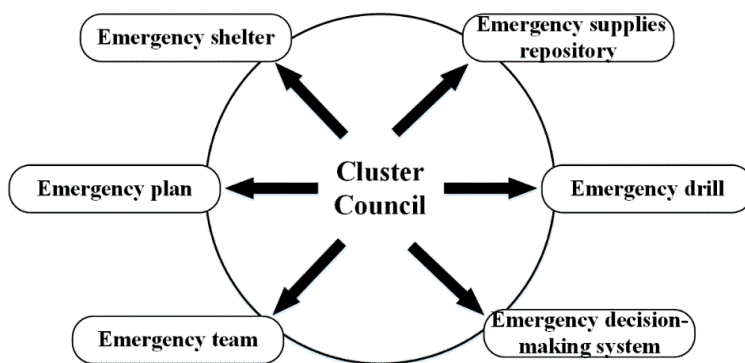 Emergency shelter
Emergency supplies
repository
Emergency plan
Cluster
Council
Emergency drill
Emergency team
Emergency decision-
making system